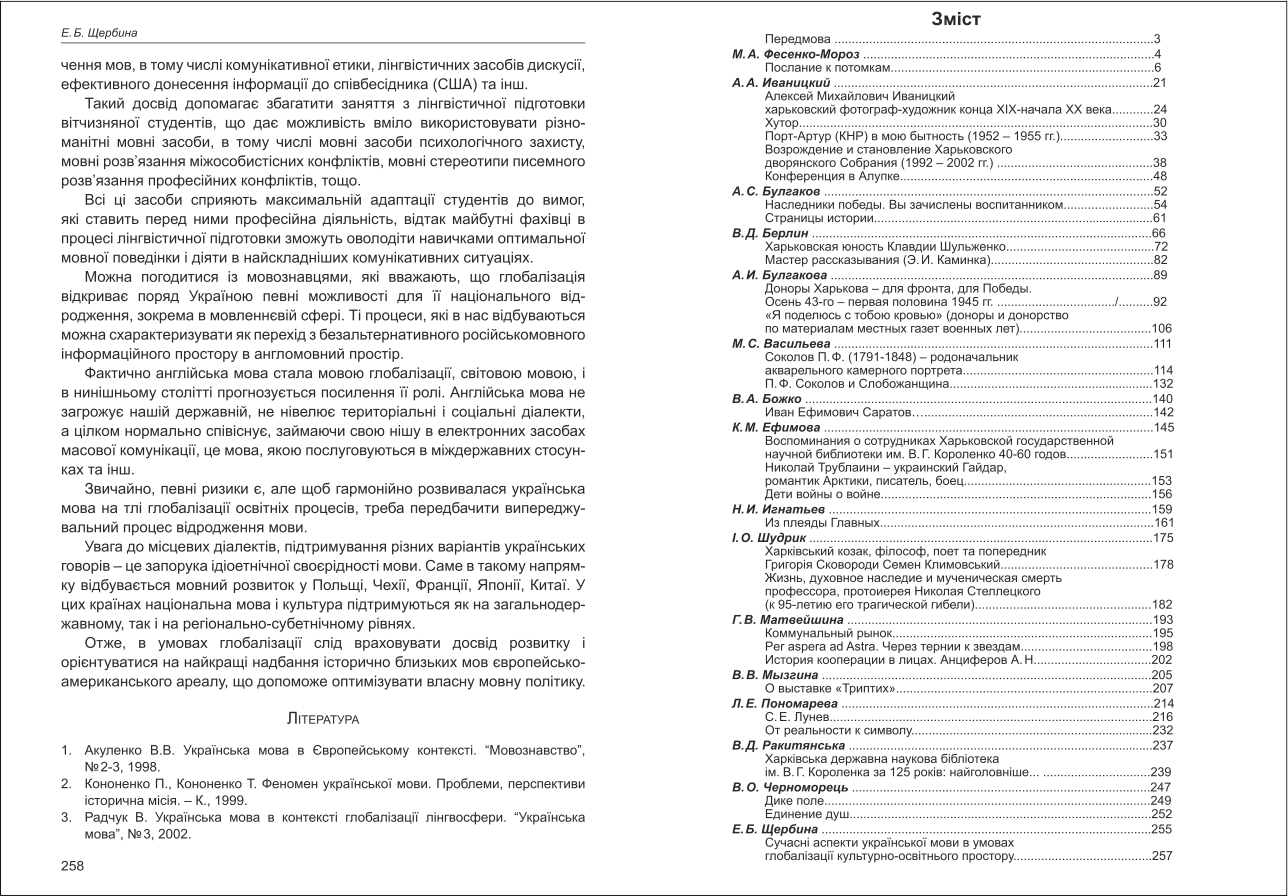 Е. Б. Щербина
чення мов, в тому числі комунікативної етики, лінгвістичних засобів дискусії,
ефективного донесення інформації до співбесідника (США) та інш.
Такий досвід допомагає збагатити заняття з лінгвістичної підготовки
вітчизняної студентів, що дає можливість вміло використовувати різно-
манітні мовні засоби, в тому числі мовні засоби психологічного захисту,
мовні розв’язання міжособистісних конфліктів, мовні стереотипи писемного
розв’язання професійних конфліктів, тощо.
Всі ці засоби сприяють максимальній адаптації студентів до вимог,
які ставить перед ними професійна діяльність, відтак майбутні фахівці в
процесі лінгвістичної підготовки зможуть оволодіти навичками оптимальної
мовної поведінки і діяти в найскладніших комунікативних ситуаціях.
Можна погодитися із мовознавцями, які вважають, що глобалізація
відкриває поряд Україною певні можливості для її національного від-
родження, зокрема в мовленнєвій сфері. Ті процеси, які в нас відбуваються
можна схарактеризувати як перехід з безальтернативного російськомовного
інформаційного простору в англомовний простір.
Фактично англійська мова стала мовою глобалізації, світовою мовою, і
в нинішньому столітті прогнозується посилення її ролі. Англійська мова не
загрожує нашій державній, не нівелює територіальні і соціальні діалекти,
а цілком нормально співіснує, займаючи свою нішу в електронних засобах
масової комунікації, це мова, якою послуговуються в міждержавних стосун-
ках та інш.
Звичайно, певні ризики є, але щоб гармонійно розвивалася українська
мова на тлі глобалізації освітніх процесів, треба передбачити випереджу-
вальний процес відродження мови.
Увага до місцевих діалектів, підтримування різних варіантів українських
говорів – це запорука ідіоетнічної своєрідності мови. Саме в такому напрям-
ку відбувається мовний розвиток у Польщі, Чехії, Франції, Японії, Китаї. У
цих країнах національна мова і культура підтримуються як на загальнодер-
жавному, так і на регіонально-субетнічному рівнях.
Отже, в умовах глобалізації слід враховувати досвід розвитку і
орієнтуватися на найкращі надбання історично близьких мов європейсько-
американського ареалу, що допоможе оптимізувати власну мовну політику.
Література
1. Акуленко В.В. Українська мова в Європейському контексті. “Мовознавство”,
№ 2-3, 1998.
2. Кононенко П., Кононенко Т. Феномен української мови. Проблеми, перспективи
історична місія. – К., 1999.
3. Радчук В. Українська мова в контексті глобалізації лінгвосфери. “Українська
мова”, № 3, 2002.
258
Зміст
Передмова ....................3
М. А. Фесенко-Мороз ....................4
Послание к потомкам....................6
А. А. Иваницкий ....................21
Алексей Михайлович Иваницкий
харьковский фотограф-художник конца XIX-начала XX века............24
Хутор....................30
Порт-Артур (КНР) в мою бытность (1952 – 1955 гг.)....................33
Возрождение и становление Харьковского
дворянского Собрания (1992 – 2002 гг.) ....................38
Конференция в Алупке....................48
А. С. Булгаков ....................52
Наследники победы. Вы зачислены воспитанником....................54
Страницы истории....................61
В. Д. Берлин ....................66
Харьковская юность Клавдии Шульженко....................72
Мастер рассказывания (Э. И. Каминка)....................82
А. И. Булгакова ....................89
Доноры Харькова – для фронта, для Победы.
Осень 43-го – первая половина 1945 гг. ..................../..........92
«Я поделюсь с тобою кровью» (доноры и донорство
по материалам местных газет военных лет)....................106
М. С. Васильева ....................111
Соколов П. Ф. (1791-1848) – родоначальник
акварельного камерного портрета....................114
П. Ф. Соколов и Слобожанщина....................132
В. А. Божко ....................140
Иван Ефимович Саратов....................142
К. М. Ефимова ....................145
Воспоминания о сотрудниках Харьковской государственной
научной библиотеки им. В. Г. Короленко 40-60 годов....................151
Николай Трублаини – украинский Гайдар,
романтик Арктики, писатель, боец....................153
Дети войны о войне....................156
Н. И. Игнатьев ....................159
Из плеяды Главных....................161
І. О. Шудрик ....................175
Харківський козак, філософ, поет та попередник
Григорія Сковороди Семен Климовський....................178
Жизнь, духовное наследие и мученическая смерть
профессора, протоиерея Николая Стеллецкого
(к 95-летию его трагической гибели)....................182
Г. В. Матвейшина ....................193
Коммунальный рынок....................195
Per aspera ad Astra. Через тернии к звездам....................198
История кооперации в лицах. Анциферов А. Н....................202
В. В. Мызгина ....................205
О выставке «Триптих»....................207
Л. Е. Пономарева ....................214
С. Е. Лунев....................216
От реальности к символу....................232
В. Д. Ракитянська ....................237
Харківська державна наукова бібліотека
ім. В. Г. Короленка за 125 років: найголовніше... ....................239
В. О. Черноморець ....................247
Дике поле....................249
Единение душ....................252
Е. Б. Щербина ....................255
Сучасні аспекти української мови в умовах
глобалізації культурно-освітнього простору....................257